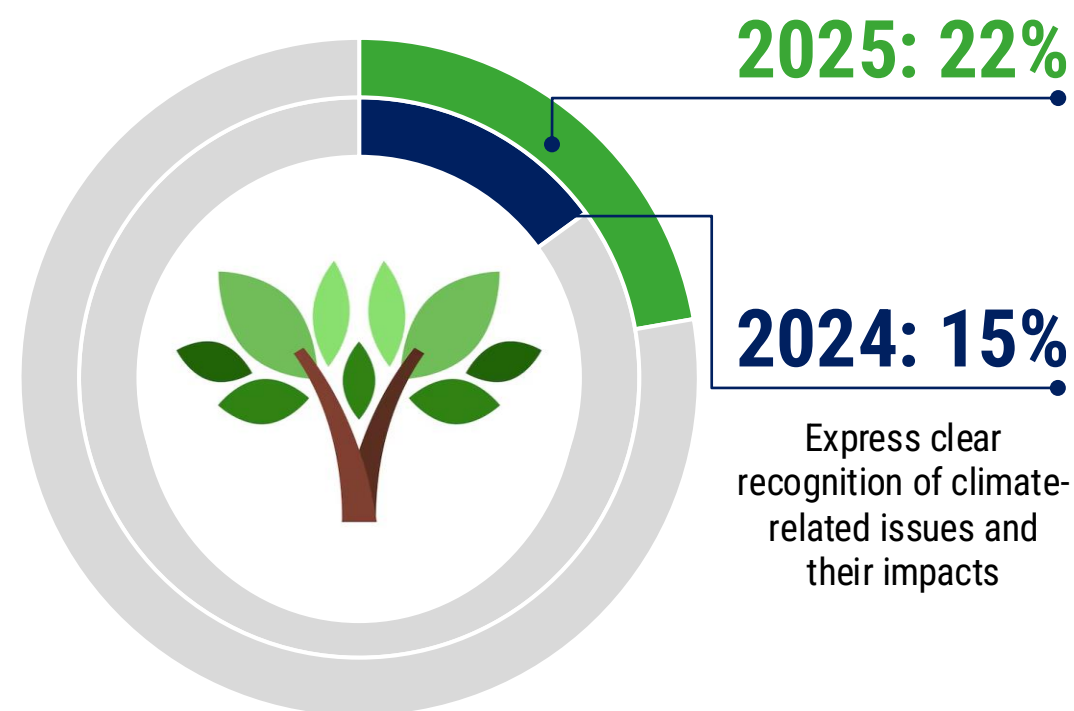 2025: 22%
2024: 15%
Express clear
recognition of climate-
related issues and
their impacts